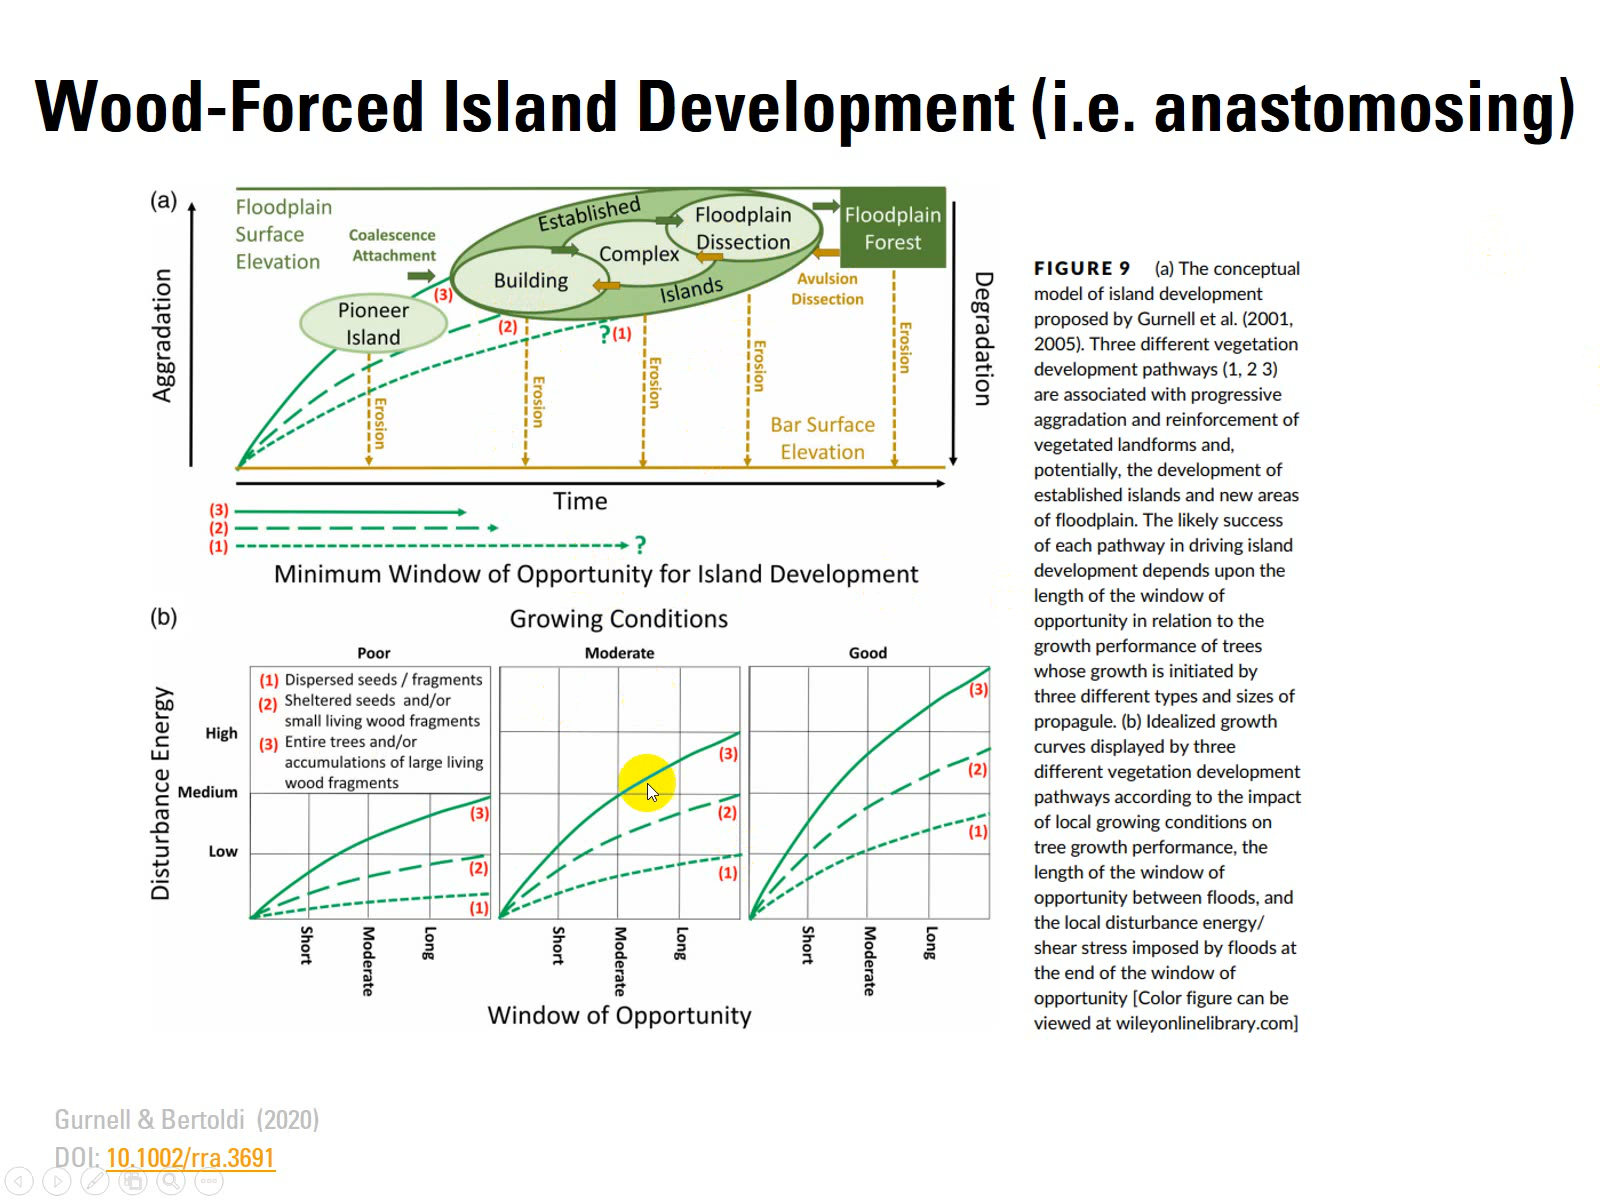 Wood-Forced Island Development (i.e. anastomosing)
(a)
Aggradation
Floodplain
Surface
Elevation
Coalescence
Attachment
Pioneer
Island
Established
Building
Complex
Floodplain
Dissection
Islands
Floodplain
Forest
Avulsion
Dissection
Degradation
(3)
(2)
? (1)
Erosion
Erosion
Erosion
Erosion
Erosion
Bar Surface
Elevation
Time
(3)
(2)
(1) ?
Minimum Window of Opportunity for Island Development
(b)
Growing Conditions
Poor
Moderate
Good
Disturbance Energy
High
Medium
Low
(1) Dispersed seeds / fragments
(2) Sheltered seeds and/or
small living wood fragments
(3) Entire trees and/or
accumulations of large living
wood fragments
(3)
(2)
(1)
(3)
(2)
(1)
(3)
(2)
(1)
Short
Moderate
Long
Short
Moderate
Long
Short
Moderate
Long
Window of Opportunity
FIGURE 9 (a) The conceptual
model of island development
proposed by Gurnell et al. (2001,
2005). Three different vegetation
development pathways (1, 2 3)
are associated with progressive
aggradation and reinforcement of
vegetated landforms and,
potentially, the development of
established islands and new areas
of floodplain. The likely success
of each pathway in driving island
development depends upon the
length of the window of
opportunity in relation to the
growth performance of trees
whose growth is initiated by
three different types and sizes of
propagule. (b) Idealized growth
curves displayed by three
different vegetation development
pathways according to the impact
of local growing conditions on
tree growth performance, the
length of the window of
opportunity between floods, and
the local disturbance energy/
shear stress imposed by floods at
the end of the window of
opportunity [Color figure can be
viewed at wileyonlinelibrary.com]
Gurnell & Bertoldi (2020)
DOI: 10.1002/rra.3691